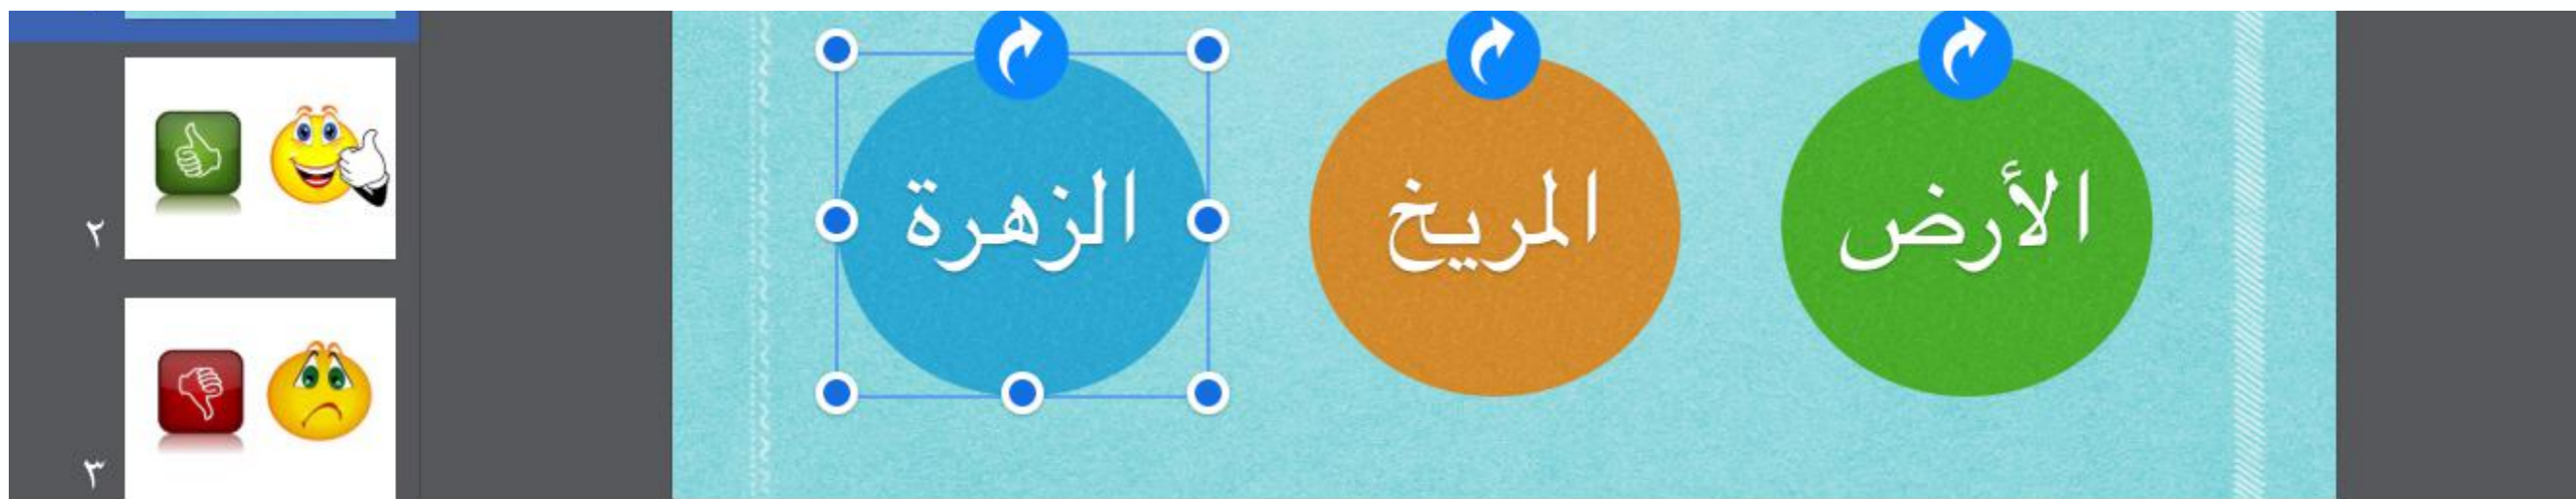 الأرض
المريخ
الزهرة
٢
٣